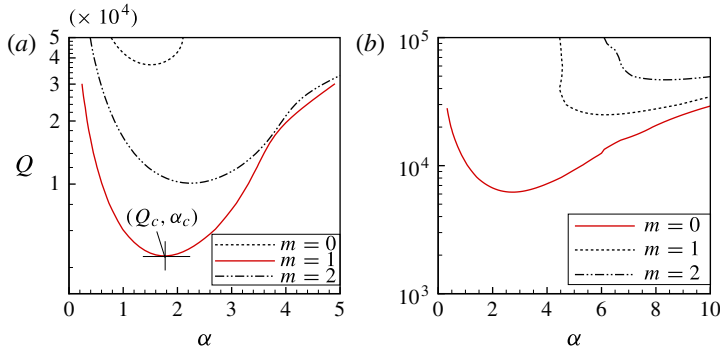 (× 10⁴)
(a)
5
4
3
2
1
Q
(Q_c, α_c)
m = 0
m = 1
m = 2
0 1 2 3 4 5
α
(b)
10⁵
10⁴
10³
m = 0
m = 1
m = 2
0 2 4 6 8 10
α